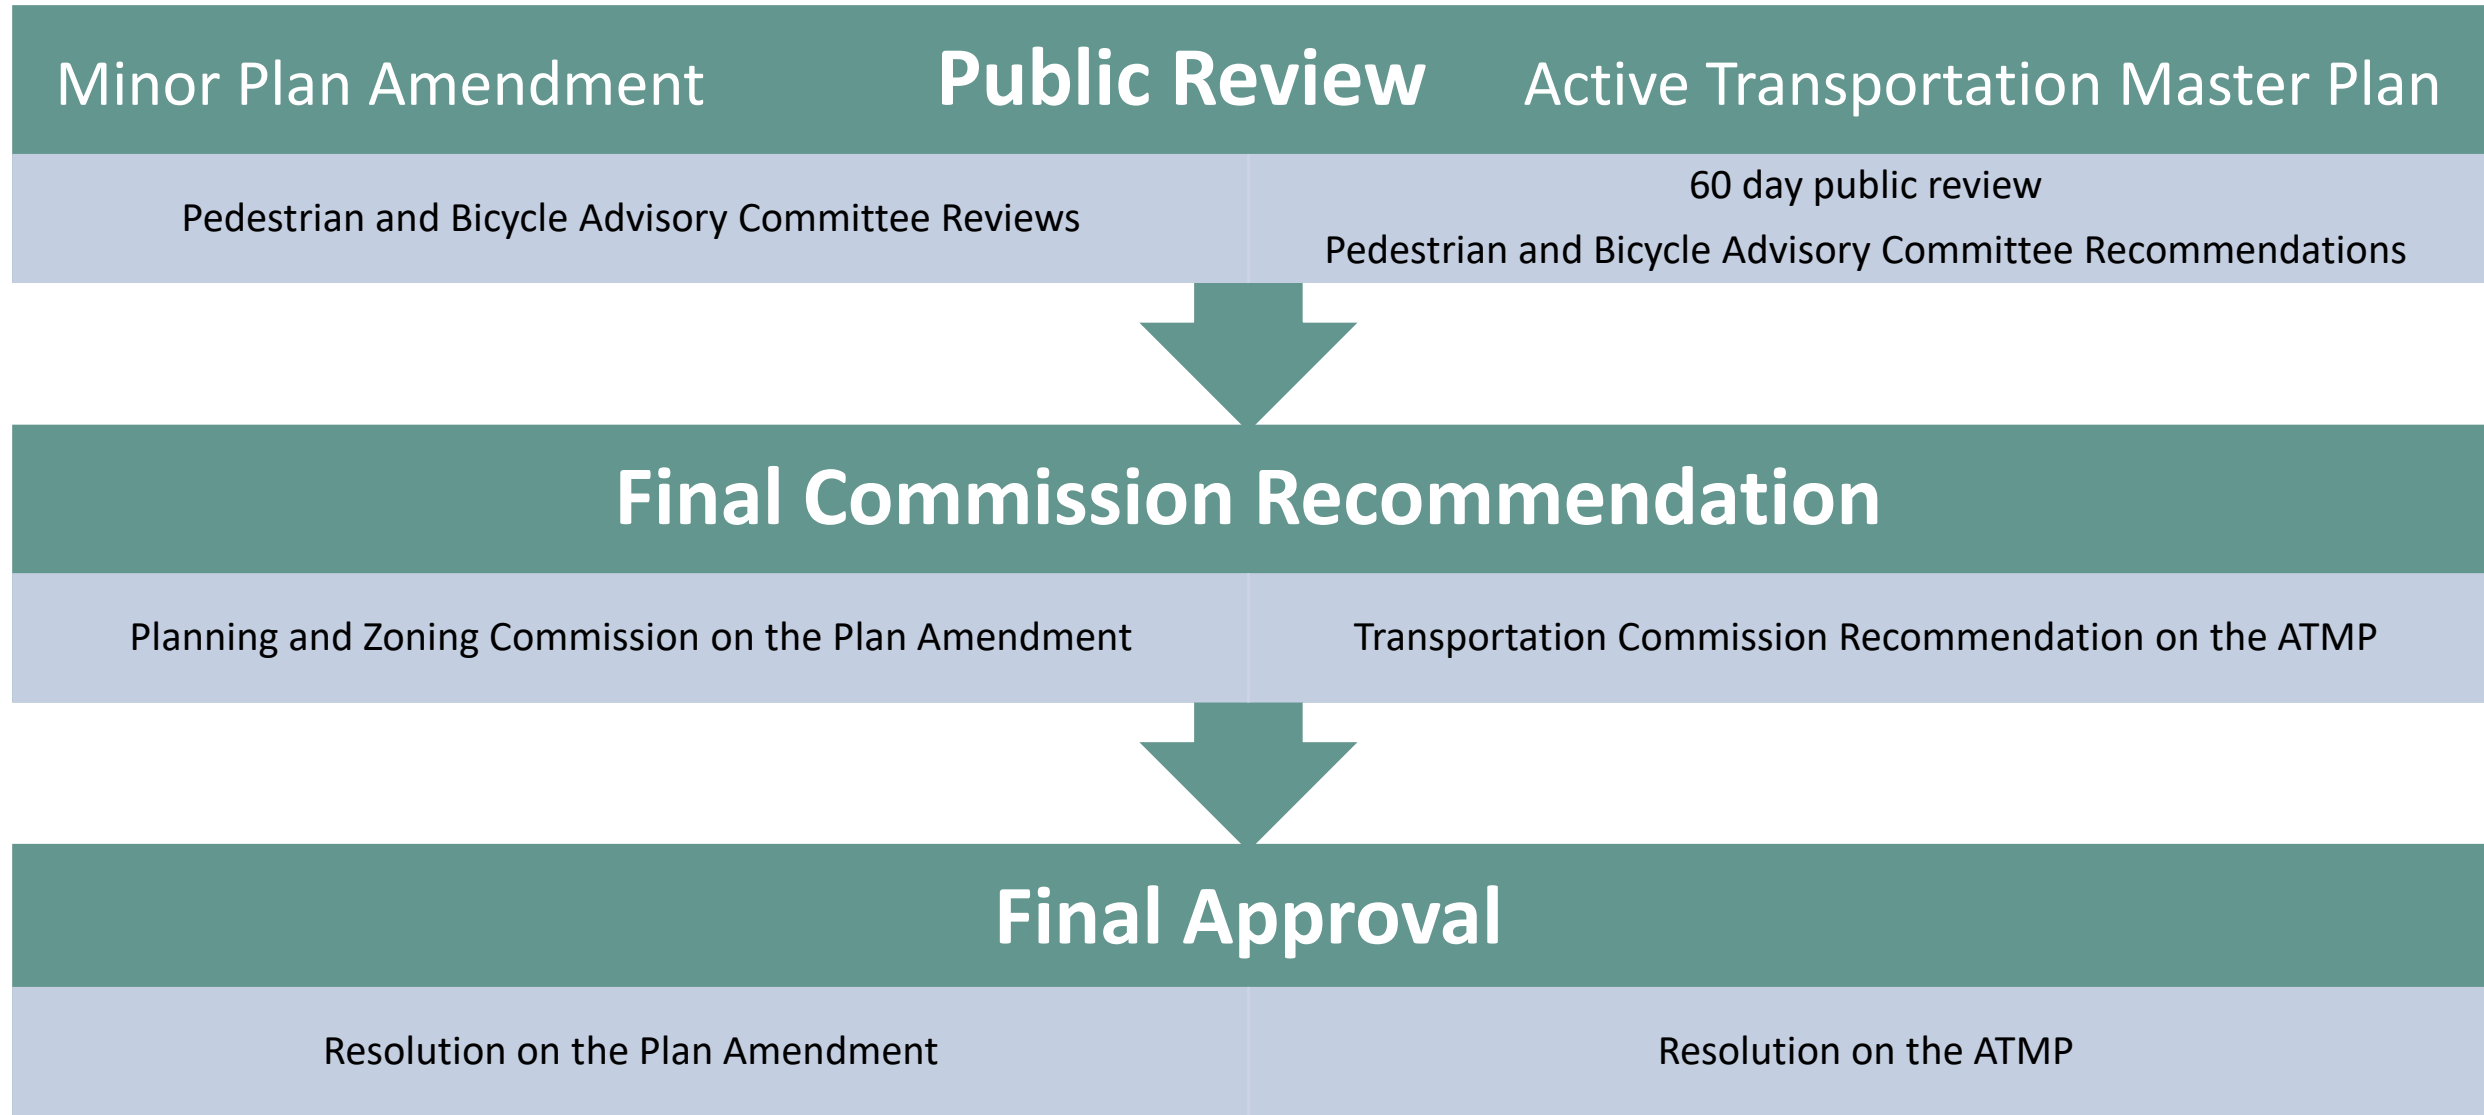 Minor Plan Amendment
Public Review
Active Transportation Master Plan
Pedestrian and Bicycle Advisory Committee Reviews
60 day public review
Pedestrian and Bicycle Advisory Committee Recommendations
Final Commission Recommendation
Planning and Zoning Commission on the Plan Amendment
Transportation Commission Recommendation on the ATMP
Final Approval
Resolution on the Plan Amendment
Resolution on the ATMP